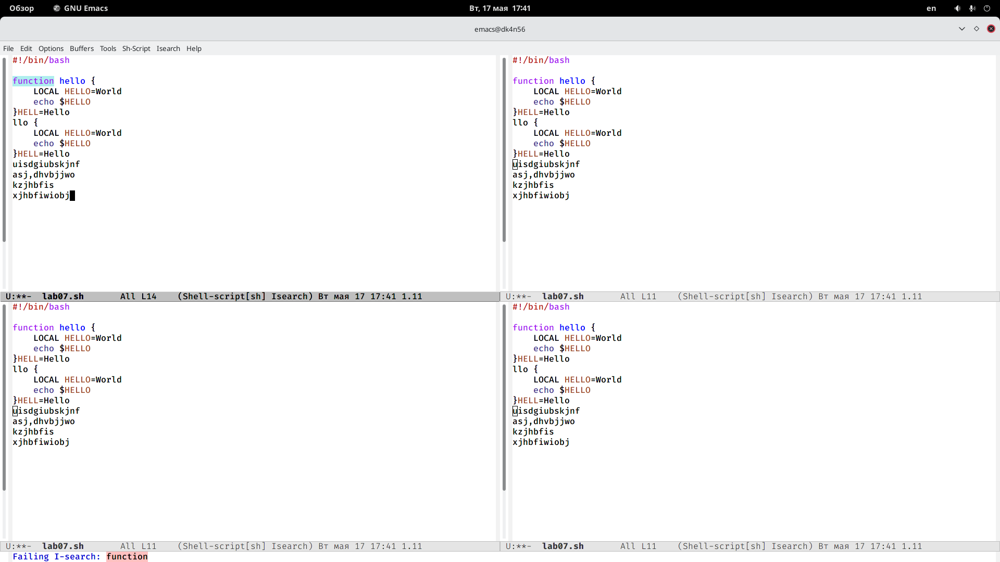 Обзор GNU Emacs Вт, 17 мая 17:41 en
emacs@dk4n56
File Edit Options Buffers Tools Sh-Script Isearch Help
#!/bin/bash
function hello {
    LOCAL HELLO=World
    echo $HELLO
}HELL=Hello
llo {
    LOCAL HELLO=World
    echo $HELLO
}HELL=Hello
uisdgiubskjnf
asj,dhvbjjwo
kzjhbfis
xjhbfiwiobj
U:**-  lab07.sh       All L14    (Shell-script[sh] Isearch) Вт мая 17 17:41 1.11
#!/bin/bash
function hello {
    LOCAL HELLO=World
    echo $HELLO
}HELL=Hello
llo {
    LOCAL HELLO=World
    echo $HELLO
}HELL=Hello
uisdgiubskjnf
asj,dhvbjjwo
kzjhbfis
xjhbfiwiobj
U:**-  lab07.sh       All L11    (Shell-script[sh] Isearch) Вт мая 17 17:41 1.11
#!/bin/bash
function hello {
    LOCAL HELLO=World
    echo $HELLO
}HELL=Hello
llo {
    LOCAL HELLO=World
    echo $HELLO
}HELL=Hello
uisdgiubskjnf
asj,dhvbjjwo
kzjhbfis
xjhbfiwiobj
U:**-  lab07.sh       All L11    (Shell-script[sh] Isearch) Вт мая 17 17:41 1.11
#!/bin/bash
function hello {
    LOCAL HELLO=World
    echo $HELLO
}HELL=Hello
llo {
    LOCAL HELLO=World
    echo $HELLO
}HELL=Hello
uisdgiubskjnf
asj,dhvbjjwo
kzjhbfis
xjhbfiwiobj
U:**-  lab07.sh       All L11    (Shell-script[sh] Isearch) Вт мая 17 17:41 1.11
Failing I-search: function